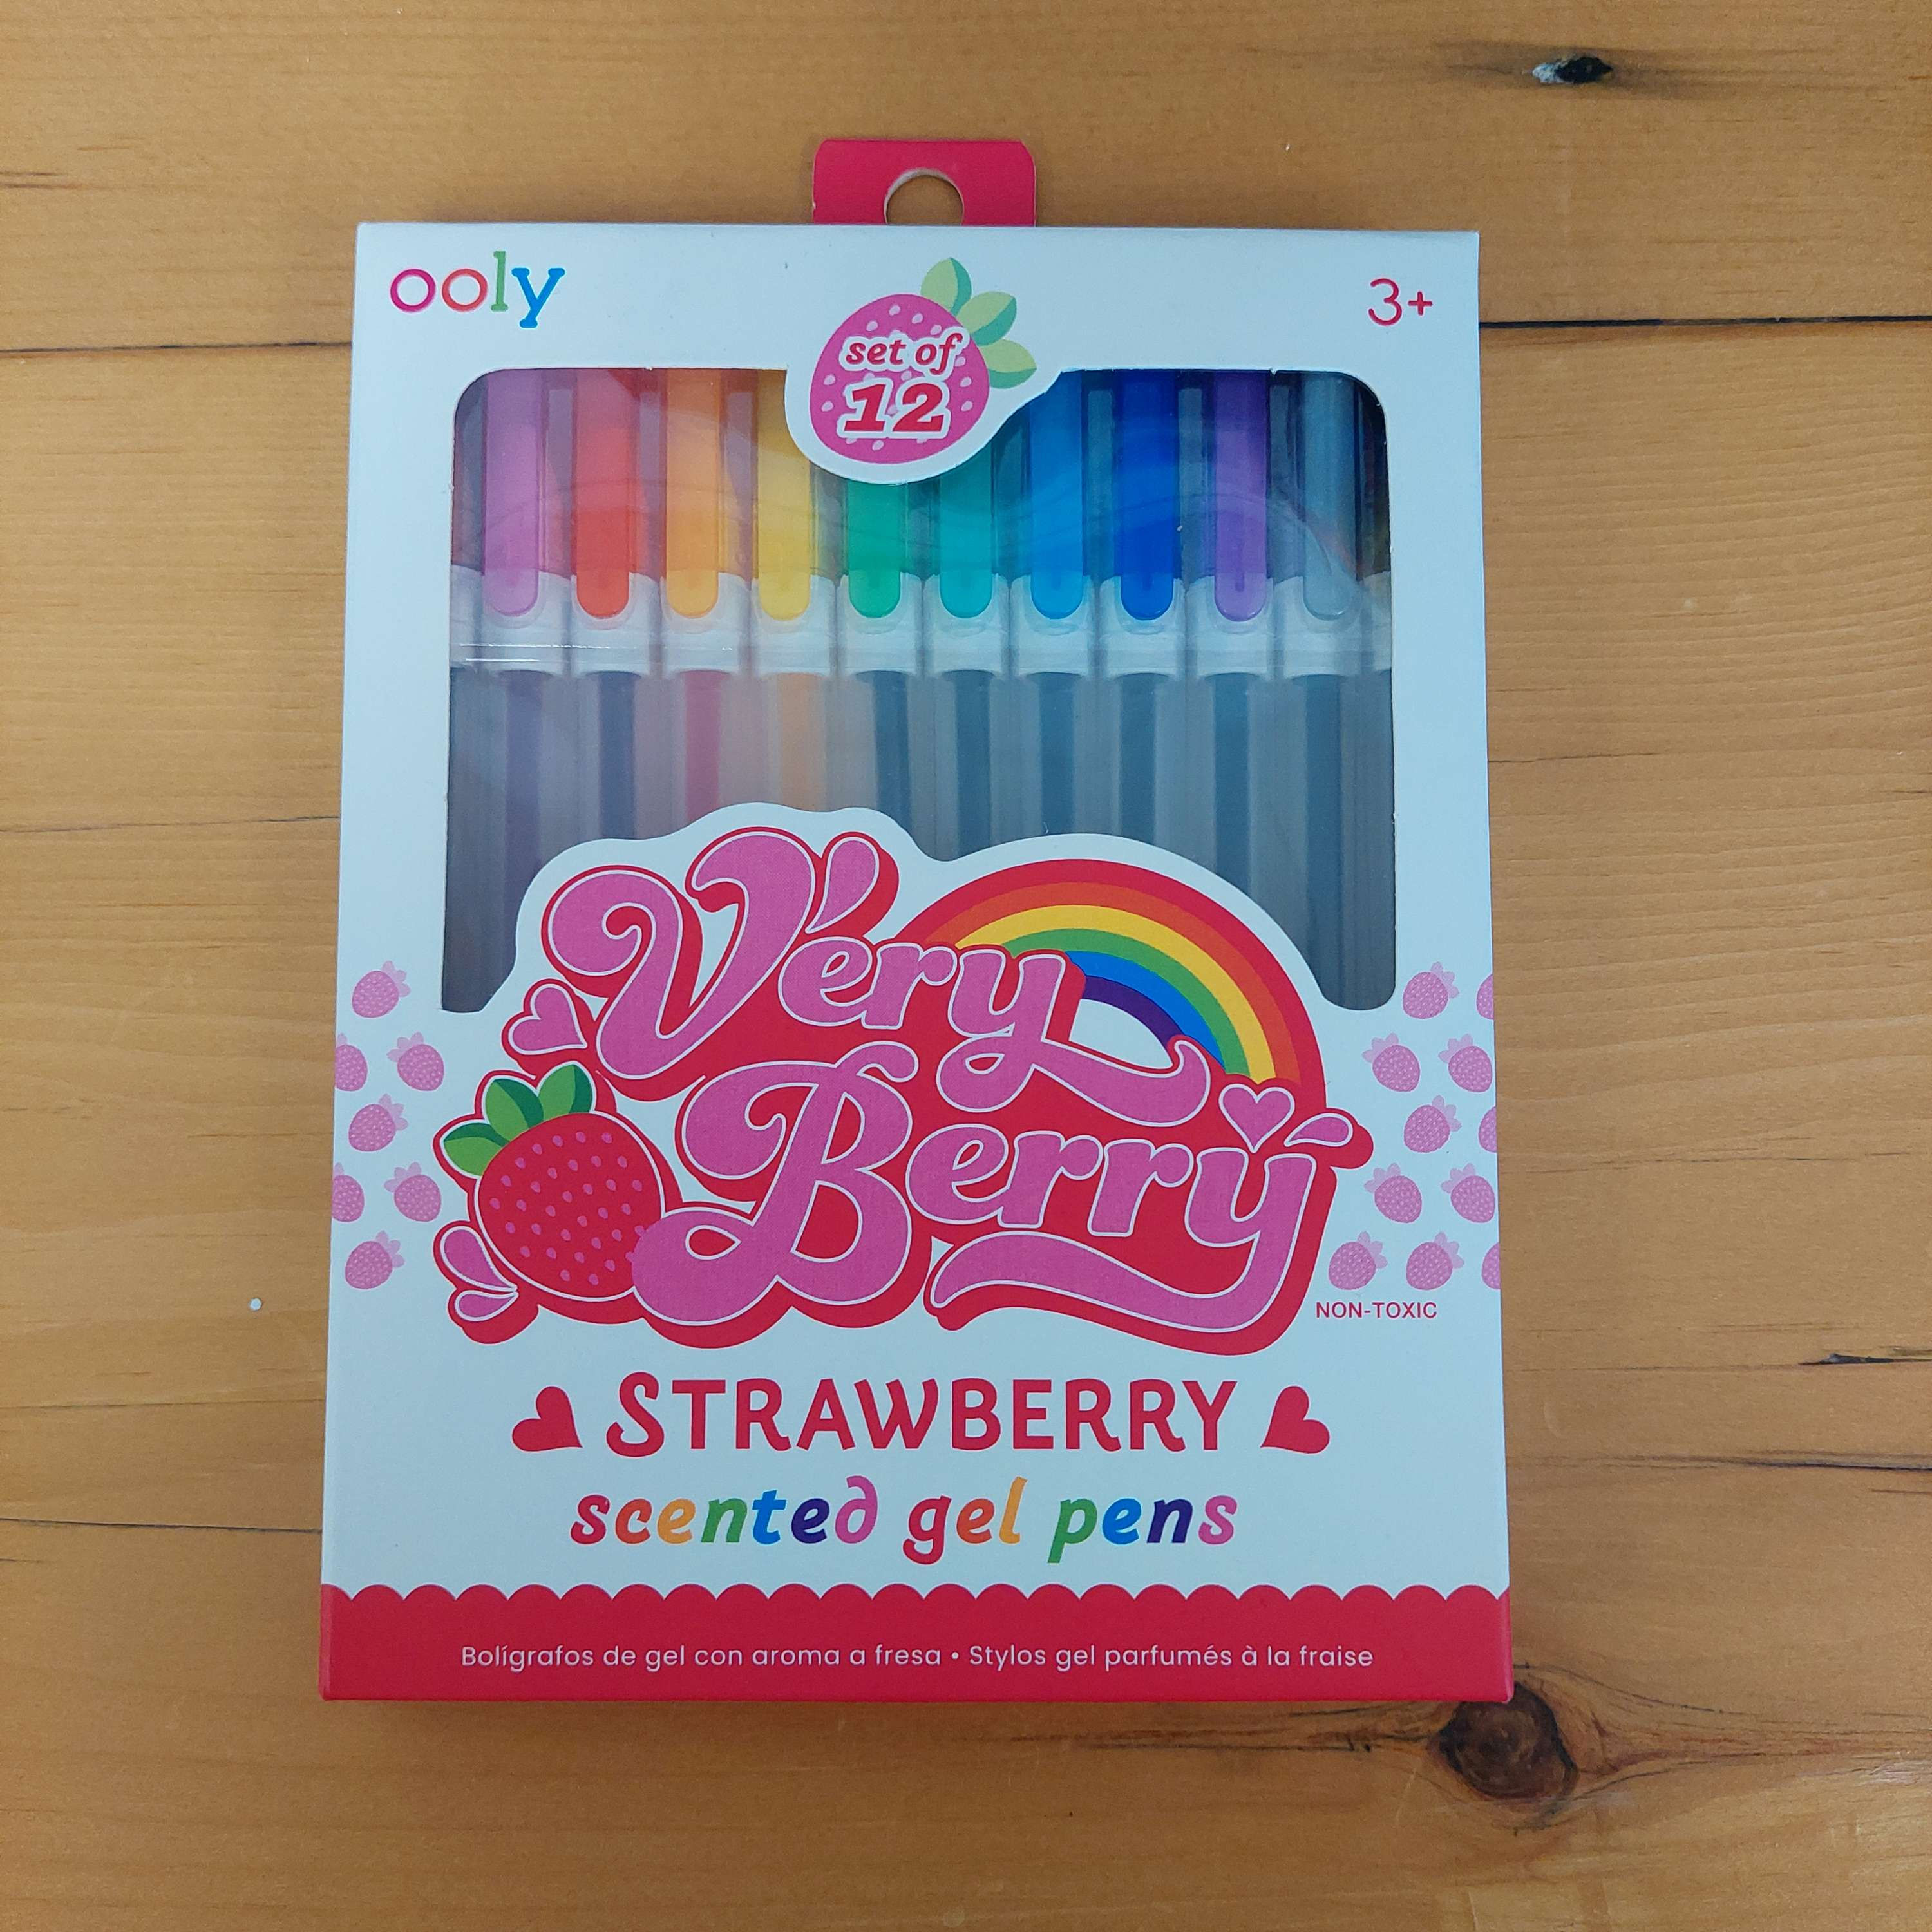 ooly
3+
set of
12
Very
Berry
NON-TOXIC
STRAWBERRY
scented gel pens
Bolígrafos de gel con aroma a fresa • Stylos gel parfumés à la fraise